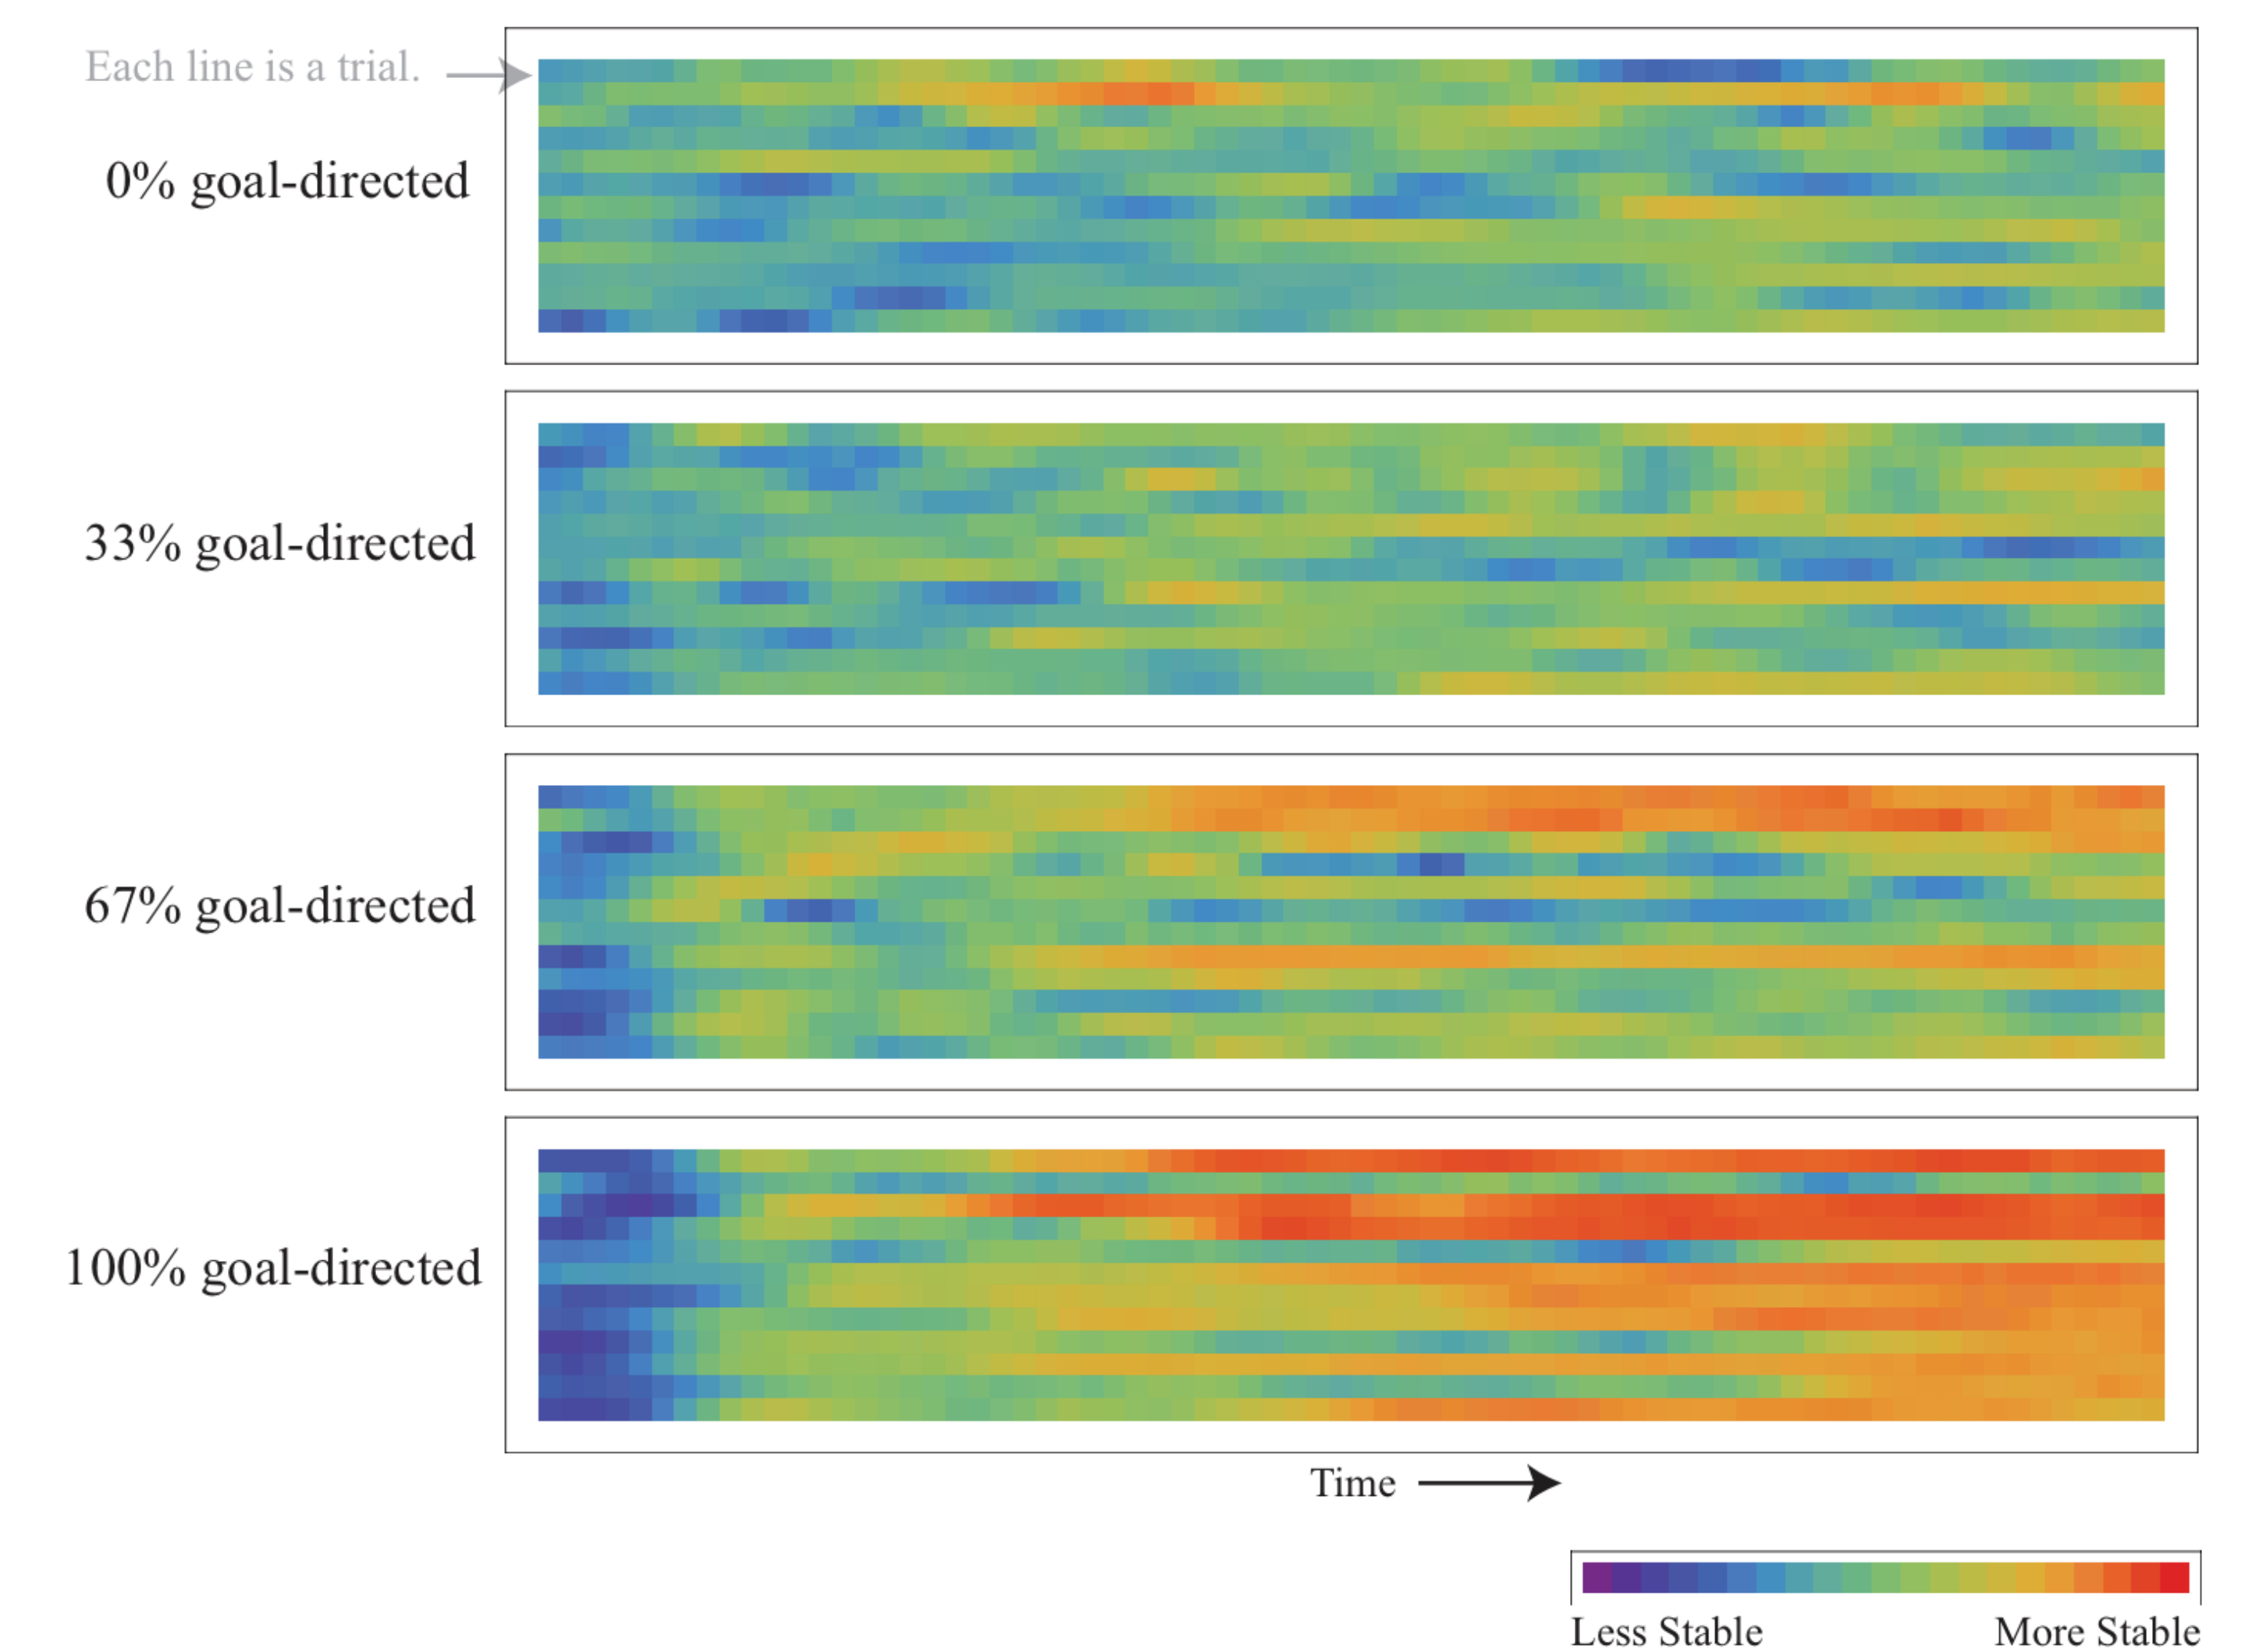 Each line is a trial.
0% goal-directed
33% goal-directed
67% goal-directed
100% goal-directed
Time
Less Stable
More Stable